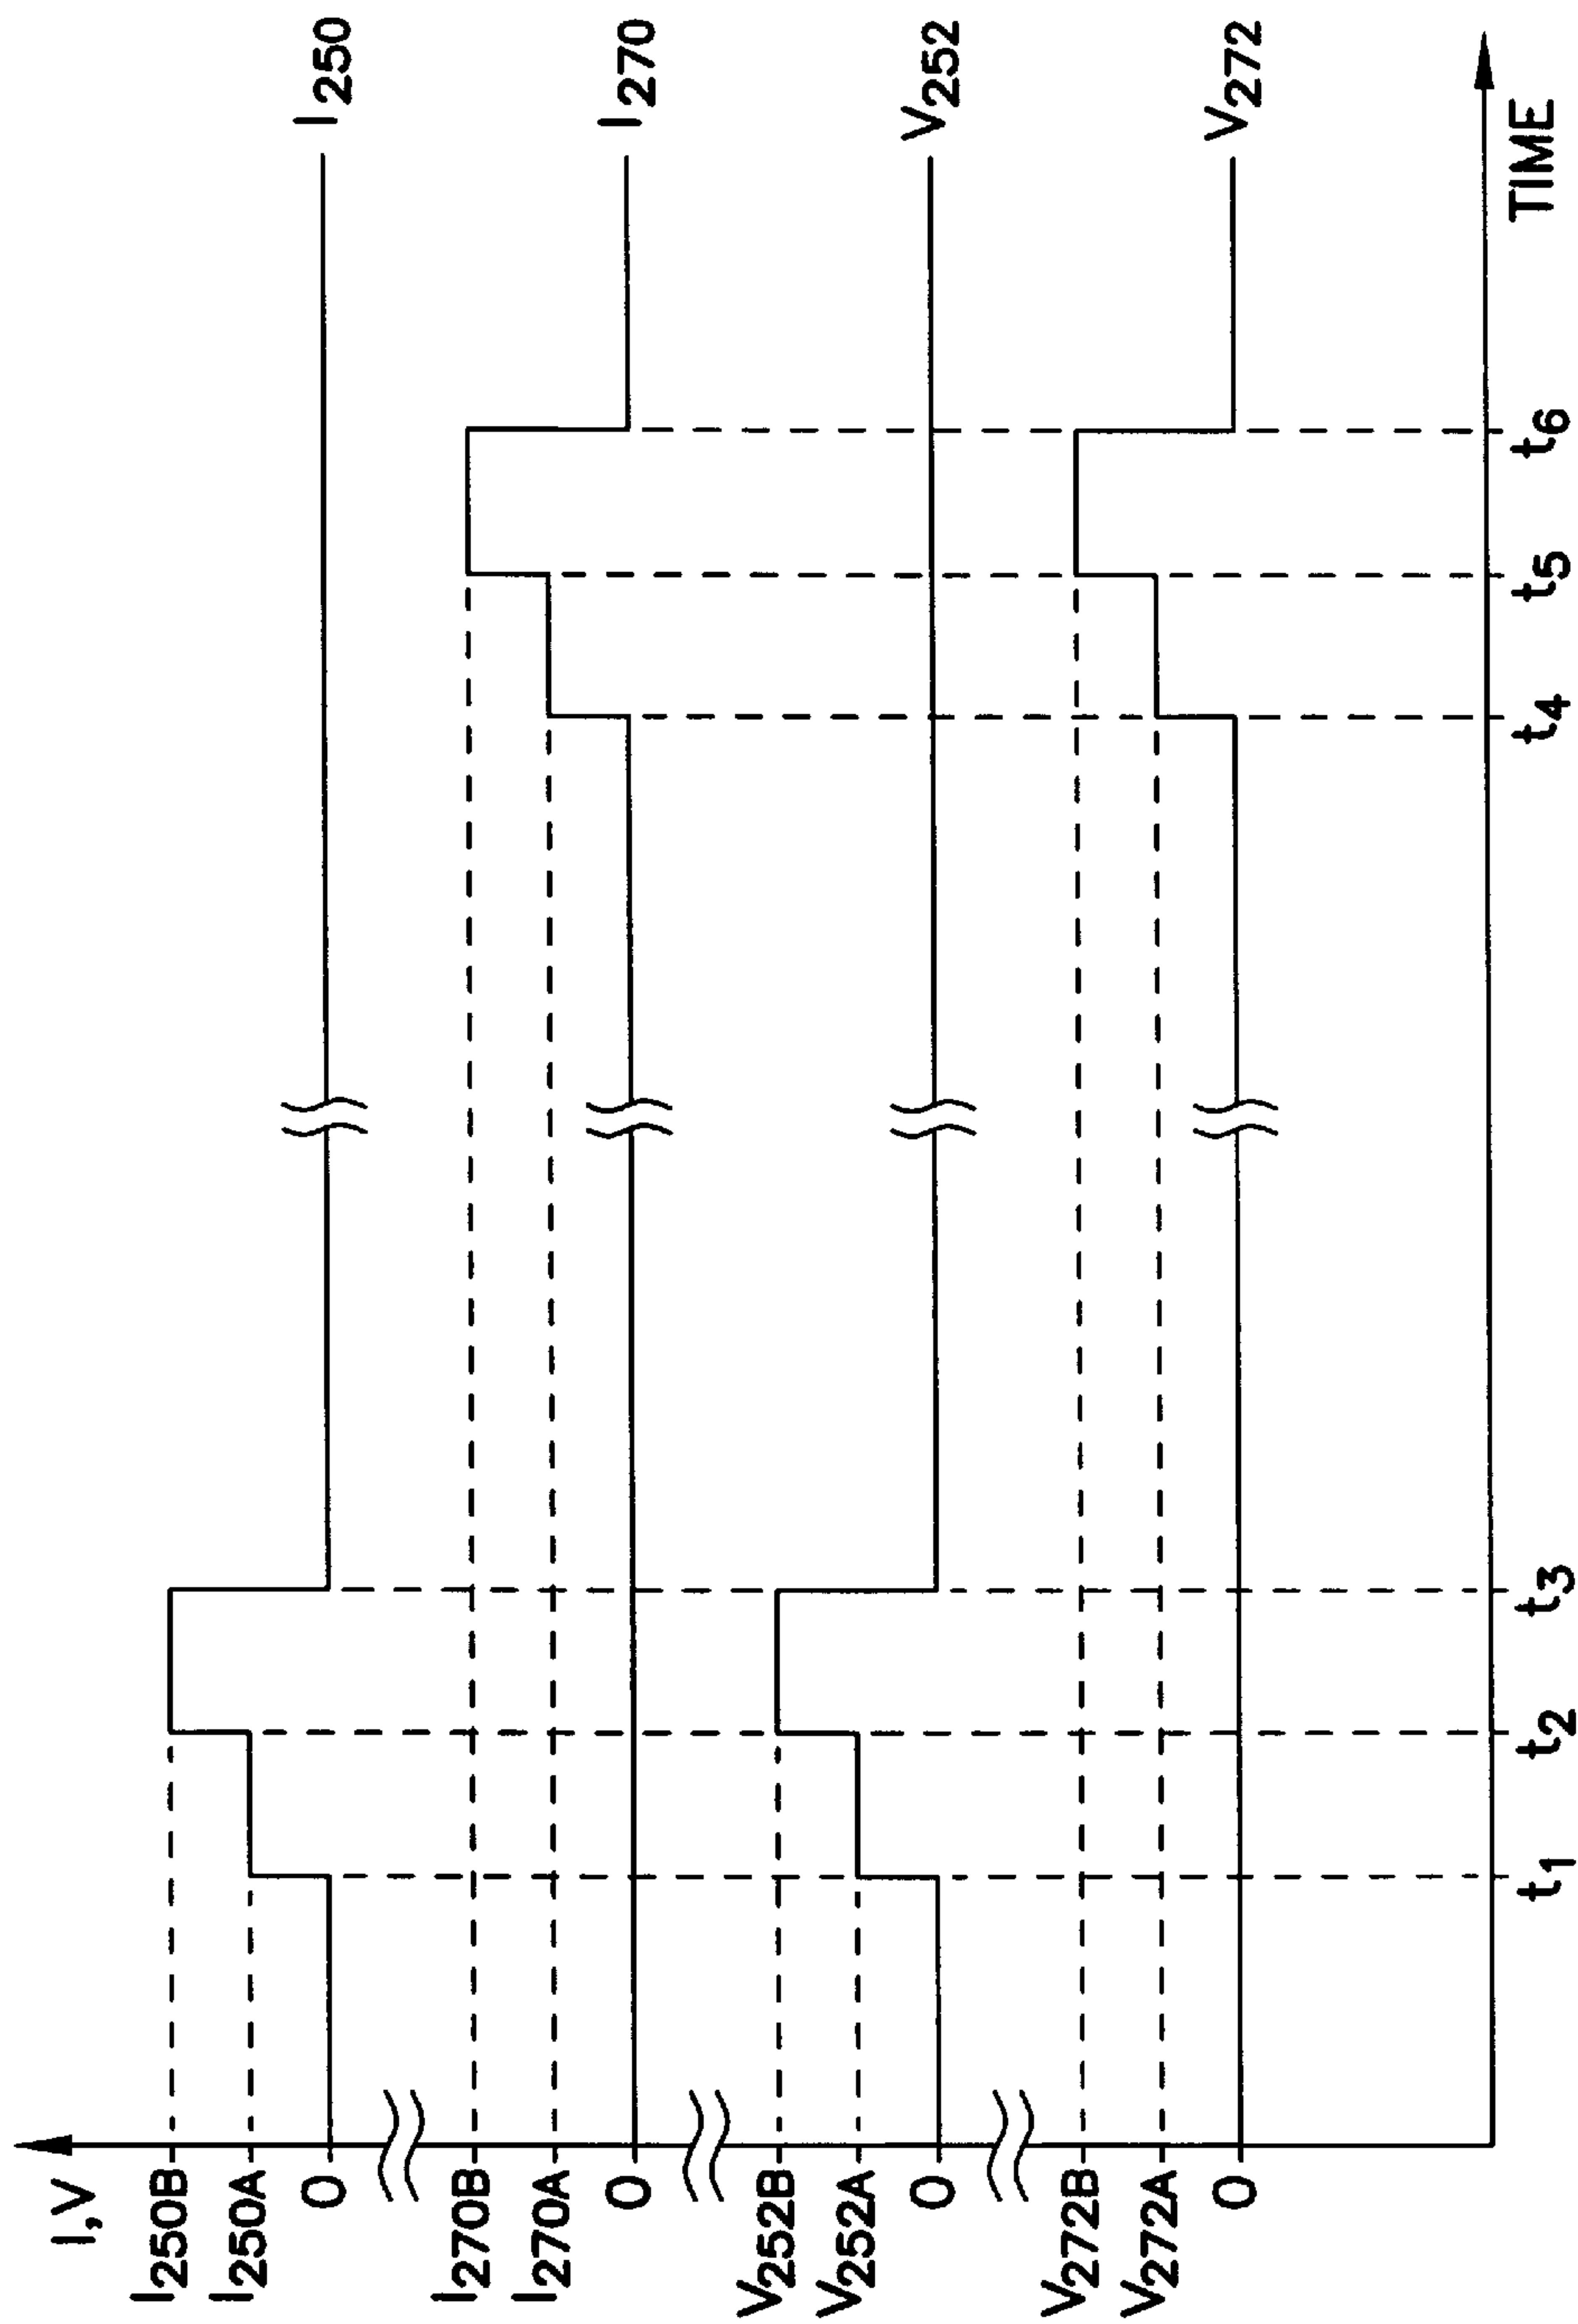 I,V
I250B
I250A
0
I250
I270B
I270A
0
I270
V252B
V252A
0
V252
V272B
V272A
0
V272
t1
t2
t3
t4
t5
t6
TIME